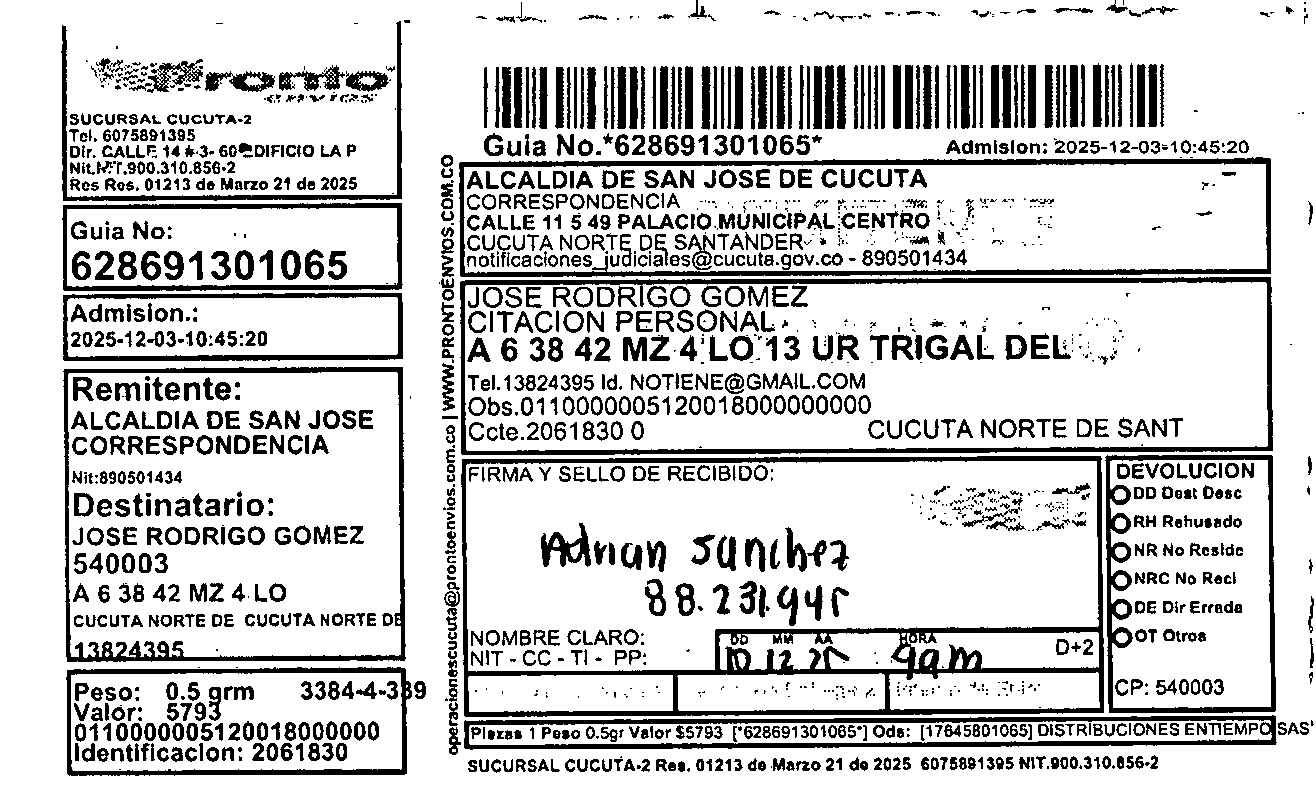 Pronto
envios
SUCURSAL CUCUTA-2
Tel. 6075891395
Dir. CALLE 14 # 3- 60 EDIFICIO LA P
Nit.NIT.900.310.856-2
Res Res. 01213 de Marzo 21 de 2025
Guia No:
628691301065
Admision.:
2025-12-03-10:45:20
Remitente:
ALCALDIA DE SAN JOSE
CORRESPONDENCIA
Nit:890501434
Destinatario:
JOSE RODRIGO GOMEZ
540003
A 6 38 42 MZ 4 LO
CUCUTA NORTE DE CUCUTA NORTE DE
13824395
Peso: 0.5 grm 3384-4-339
Valor: 5793
0110000005120018000000
Identificacion: 2061830
operacionescucuta@prontoenvios.com.co | WWW.PRONTOENVIOS.COM.CO
Guia No.*628691301065* Admision: 2025-12-03-10:45:20
ALCALDIA DE SAN JOSE DE CUCUTA
CORRESPONDENCIA
CALLE 11 5 49 PALACIO MUNICIPAL CENTRO
CUCUTA NORTE DE SANTANDER
notificaciones_judiciales@cucuta.gov.co - 890501434
JOSE RODRIGO GOMEZ
CITACION PERSONAL
A 6 38 42 MZ 4 LO 13 UR TRIGAL DEL
Tel.13824395 Id. NOTIENE@GMAIL.COM
Obs.01100000051200180000000000
Ccte.2061830 0 CUCUTA NORTE DE SANT
FIRMA Y SELLO DE RECIBIDO:
Adrian Sanchez
88.231.945
NOMBRE CLARO:
NIT - CC - TI - PP:
DD MM AA HORA
10 12 25 9am
D+2
DEVOLUCION
DD Dest Desc
RH Rehusado
NR No Reside
NRC No Recl
DE Dir Errada
OT Otros
CP: 540003
Piezas 1 Peso 0.5gr Valor $5793 [*628691301065*] Ods: [17645801065] DISTRIBUCIONES ENTIEMPO SAS
SUCURSAL CUCUTA-2 Res. 01213 de Marzo 21 de 2025 6075891395 NIT.900.310.856-2